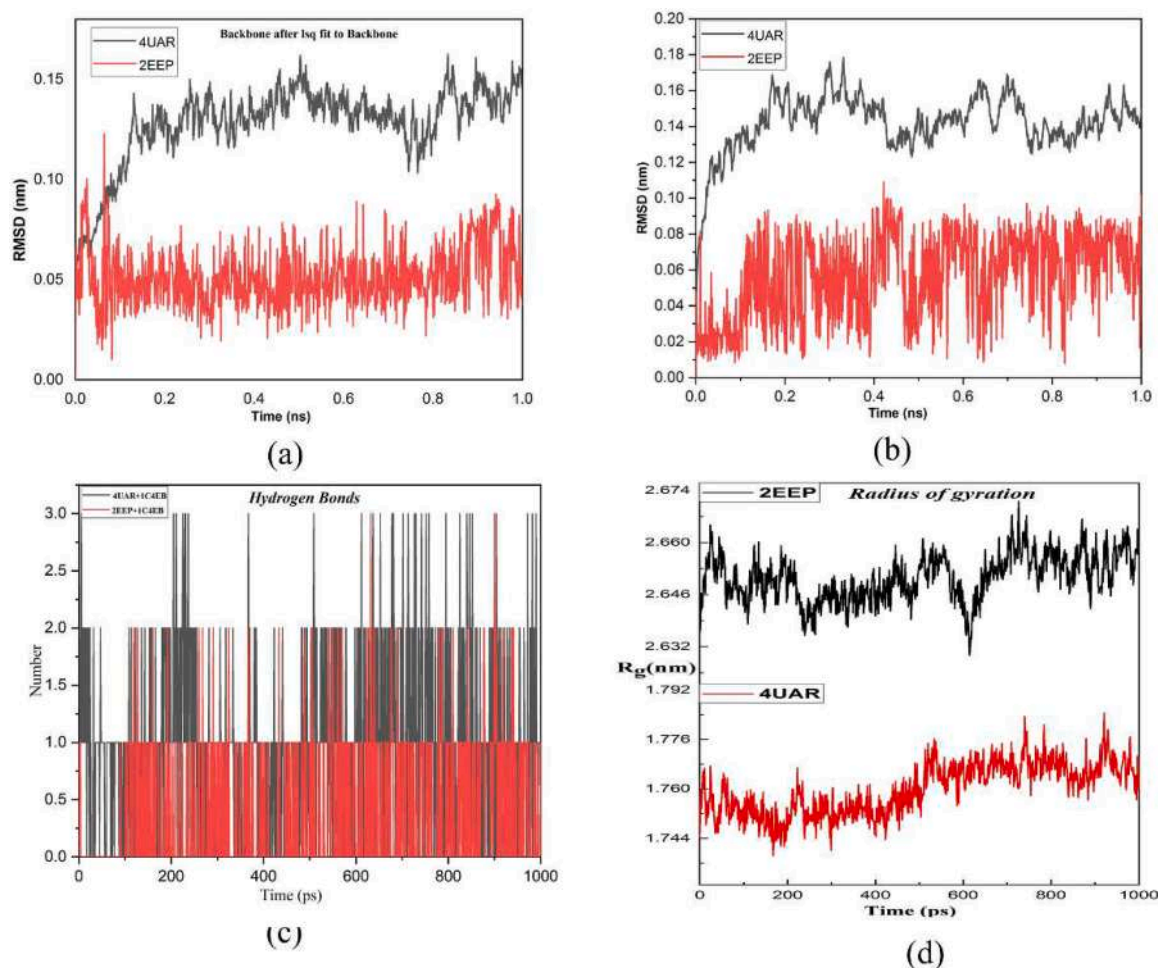 4UAR
2EEP
Backbone after lsq fit to Backbone
RMSD (nm)
0.15
0.10
0.05
0.00
0.0 0.2 0.4 0.6 0.8 1.0
Time (ns)
(a)
4UAR
2EEP
RMSD (nm)
0.20
0.18
0.16
0.14
0.12
0.10
0.08
0.06
0.04
0.02
0.00
0.0 0.2 0.4 0.6 0.8 1.0
Time (ns)
(b)
4UAR+1C4EB
2EEP+1C4EB
Hydrogen Bonds
Number
3.0
2.5
2.0
1.5
1.0
0.5
0.0
0 200 400 600 800 1000
Time (ps)
(c)
2.674
2EEP
Radius of gyration
2.660
2.646
2.632
Rg(nm)
1.792
4UAR
1.776
1.760
1.744
0 200 400 600 800 1000
Time (ps)
(d)